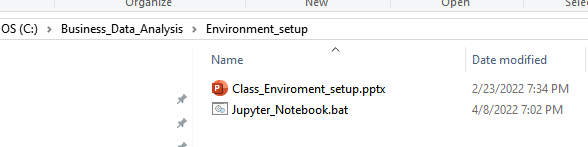 Organize New Open Select
OS (C:) > Business_Data_Analysis > Environment_setup
Name Date modified
Class_Enviroment_setup.pptx 2/23/2022 7:34 PM
Jupyter_Notebook.bat 4/8/2022 7:02 PM